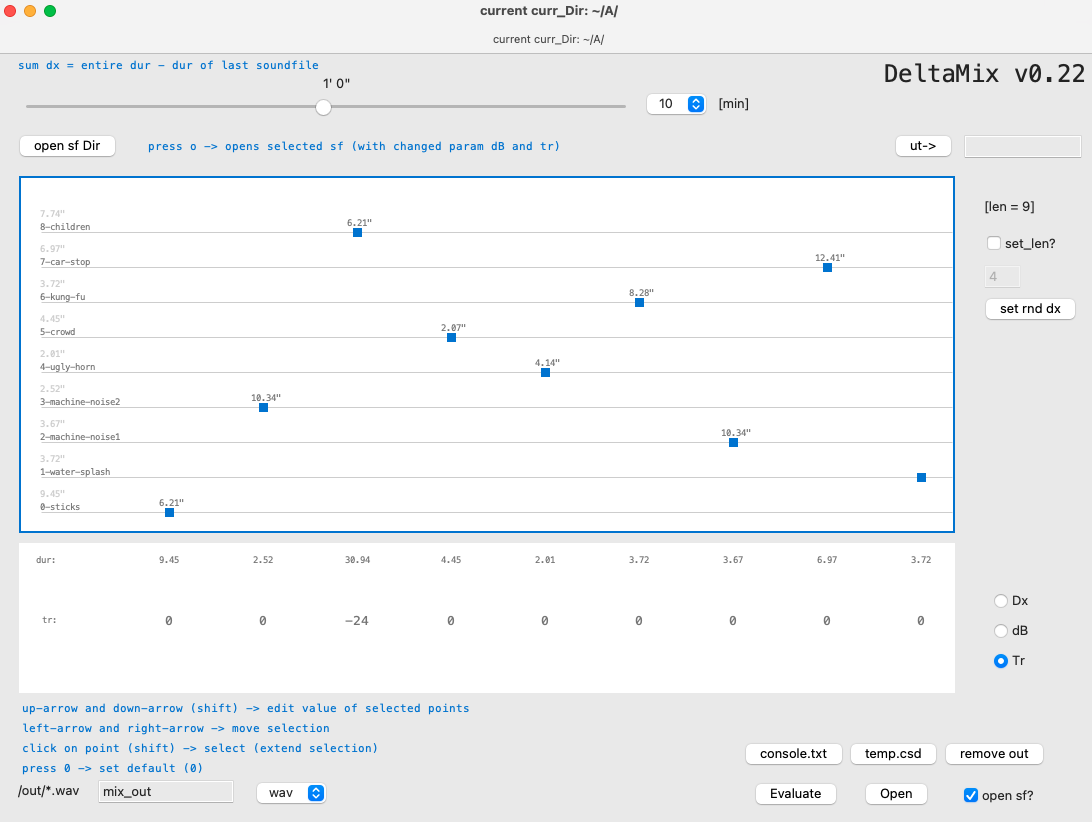 current curr_Dir: ~/A/
current curr_Dir: ~/A/
sum dx = entire dur - dur of last soundfile
DeltaMix v0.22
1' 0"
10 [min]
open sf Dir
press o -> opens selected sf (with changed param dB and tr)
ut->
[len = 9]
7.74"
8-children
6.21"
set_len?
6.97"
7-car-stop
12.41"
4
3.72"
6-kung-fu
8.28"
set rnd dx
4.45"
5-crowd
2.07"
2.01"
4-ugly-horn
4.14"
2.52"
3-machine-noise2
10.34"
3.67"
2-machine-noise1
10.34"
3.72"
1-water-splash
9.45"
0-sticks
6.21"
dur: 9.45 2.52 30.94 4.45 2.01 3.72 3.67 6.97 3.72
tr: 0 0 -24 0 0 0 0 0 0
Dx
dB
Tr
up-arrow and down-arrow (shift) -> edit value of selected points
left-arrow and right-arrow -> move selection
click on point (shift) -> select (extend selection)
press 0 -> set default (0)
console.txt temp.csd remove out
/out/*.wav mix_out wav
Evaluate Open open sf?